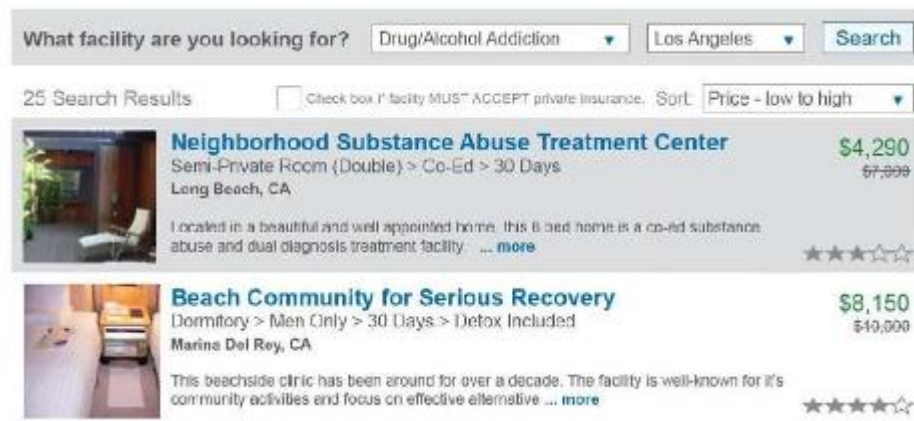 What facility are you looking for? Drug/Alcohol Addiction Los Angeles Search
25 Search Results Check box if facility MUST ACCEPT private insurance. Sort: Price - low to high
Neighborhood Substance Abuse Treatment Center $4,290
Semi-Private Room (Double) > Co-Ed > 30 Days $7,000
Long Beach, CA
Located in a beautiful and well appointed home, this 6 bed home is a co-ed substance
abuse and dual diagnosis treatment facility. ... more
Beach Community for Serious Recovery $8,150
Dormitory > Men Only > 30 Days > Detox Included $10,000
Marina Del Rey, CA
This beachside clinic has been around for over a decade. The facility is well-known for it's
community activities and focus on effective alternative ... more